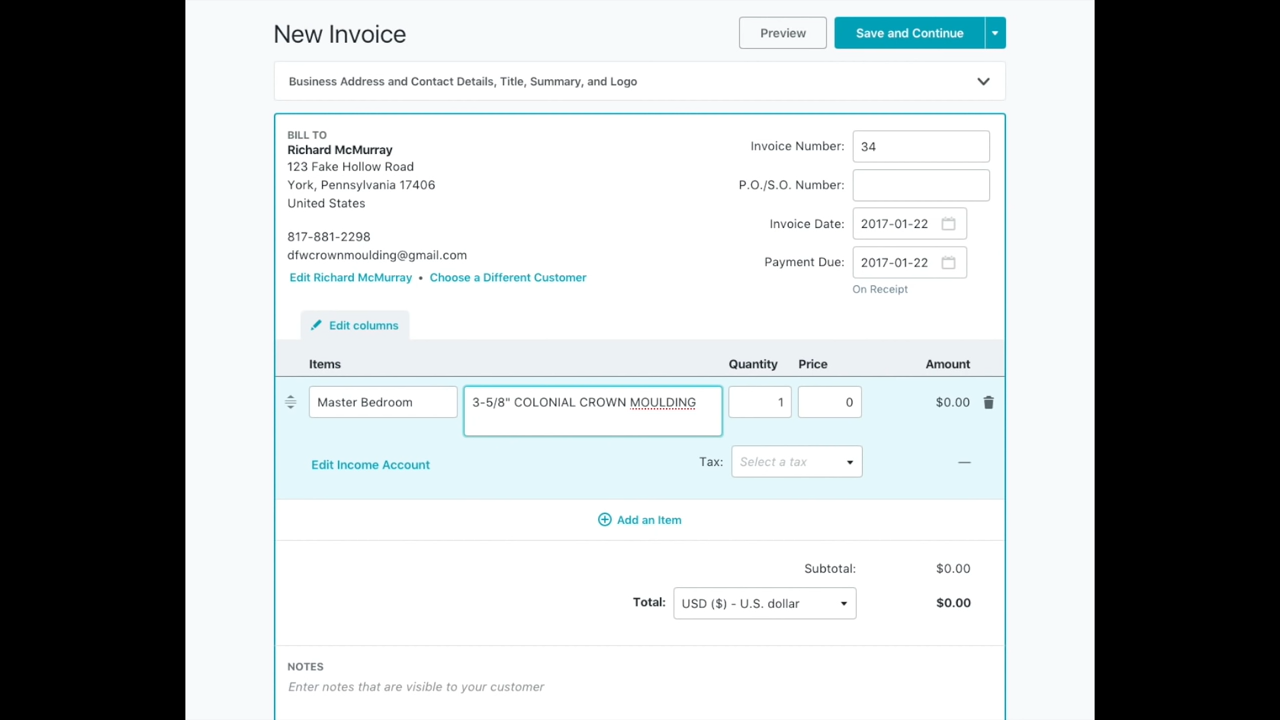 New Invoice
Preview
Save and Continue
Business Address and Contact Details, Title, Summary, and Logo
BILL TO
Richard McMurray
123 Fake Hollow Road
York, Pennsylvania 17406
United States
817-881-2298
dfwcrownmoulding@gmail.com
Edit Richard McMurray • Choose a Different Customer
Invoice Number: 34
P.O./S.O. Number:
Invoice Date: 2017-01-22
Payment Due: 2017-01-22
On Receipt
Edit columns
Items Quantity Price Amount
Master Bedroom 3-5/8" COLONIAL CROWN MOULDING 1 0 $0.00
Edit Income Account Tax: Select a tax —
Add an Item
Subtotal: $0.00
Total: USD ($) - U.S. dollar $0.00
NOTES
Enter notes that are visible to your customer